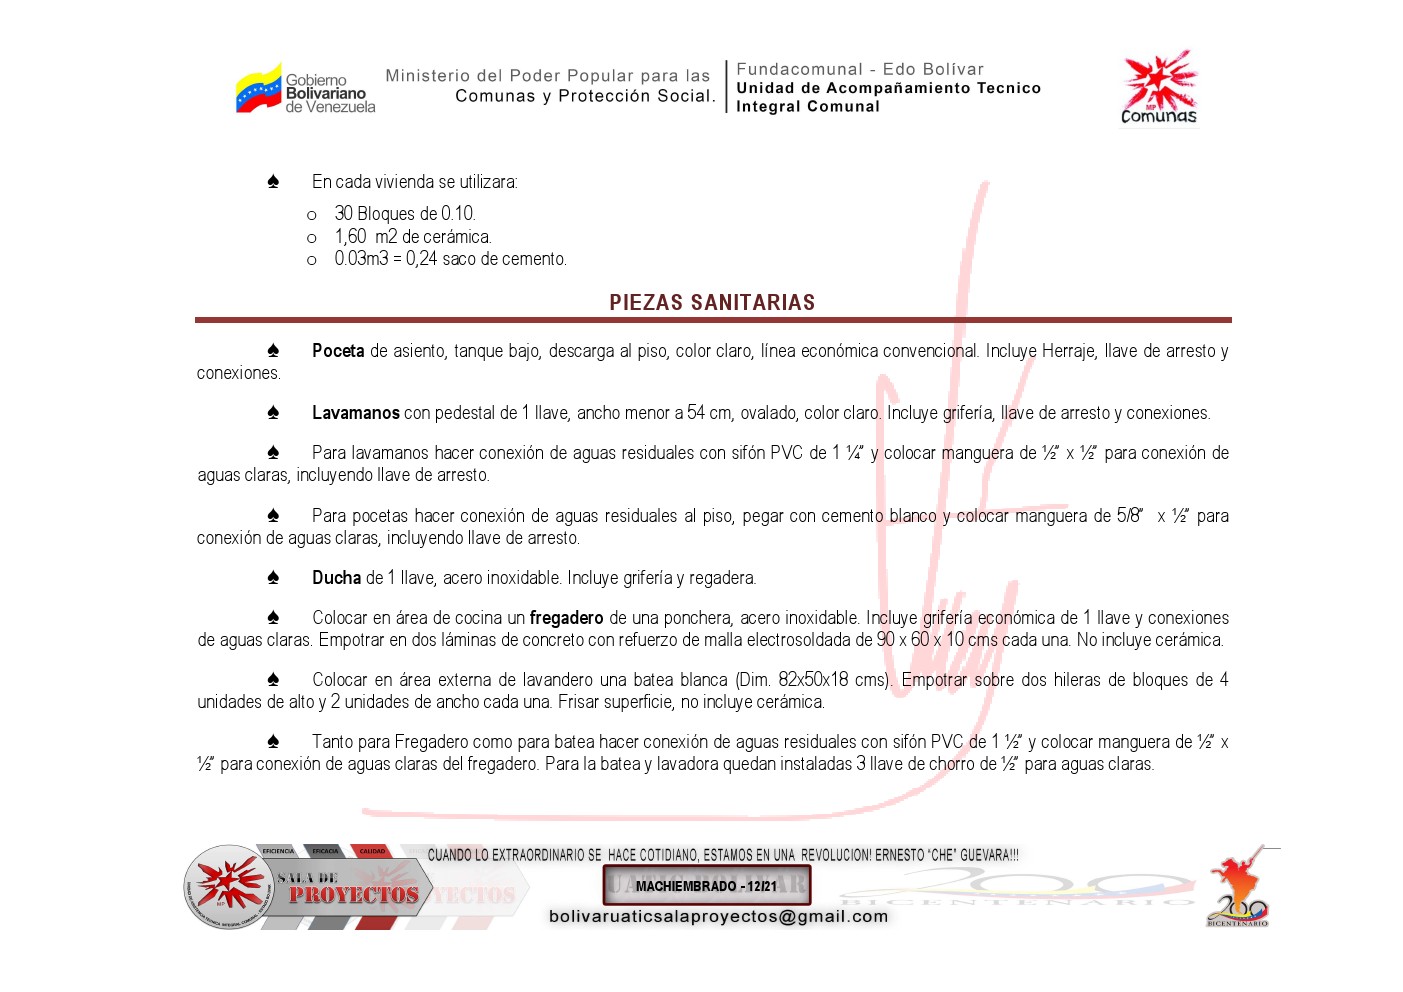 Gobierno
Bolivariano
de Venezuela
Ministerio del Poder Popular para las
Comunas y Protección Social.
Fundacomunal - Edo Bolívar
Unidad de Acompañamiento Tecnico
Integral Comunal
MP
comunas
♠ En cada vivienda se utilizara:
o 30 Bloques de 0.10.
o 1,60 m2 de cerámica.
o 0.03m3 = 0,24 saco de cemento.
PIEZAS SANITARIAS
♠ Poceta de asiento, tanque bajo, descarga al piso, color claro, línea económica convencional. Incluye Herraje, llave de arresto y
conexiones.
♠ Lavamanos con pedestal de 1 llave, ancho menor a 54 cm, ovalado, color claro. Incluye grifería, llave de arresto y conexiones.
♠ Para lavamanos hacer conexión de aguas residuales con sifón PVC de 1 ¼” y colocar manguera de ½” x ½” para conexión de
aguas claras, incluyendo llave de arresto.
♠ Para pocetas hacer conexión de aguas residuales al piso, pegar con cemento blanco y colocar manguera de 5/8” x ½” para
conexión de aguas claras, incluyendo llave de arresto.
♠ Ducha de 1 llave, acero inoxidable. Incluye grifería y regadera.
♠ Colocar en área de cocina un fregadero de una ponchera, acero inoxidable. Incluye grifería económica de 1 llave y conexiones
de aguas claras. Empotrar en dos láminas de concreto con refuerzo de malla electrosoldada de 90 x 60 x 10 cms cada una. No incluye cerámica.
♠ Colocar en área externa de lavandero una batea blanca (Dim. 82x50x18 cms). Empotrar sobre dos hileras de bloques de 4
unidades de alto y 2 unidades de ancho cada una. Frisar superficie, no incluye cerámica.
♠ Tanto para Fregadero como para batea hacer conexión de aguas residuales con sifón PVC de 1 ½” y colocar manguera de ½” x
½” para conexión de aguas claras del fregadero. Para la batea y lavadora quedan instaladas 3 llave de chorro de ½” para aguas claras.
EFICIENCIA EFICACIA CALIDAD
CUANDO LO EXTRAORDINARIO SE HACE COTIDIANO, ESTAMOS EN UNA REVOLUCION! ERNESTO “CHE” GUEVARA!!!
SALA DE
PROYECTOS
MACHIEMBRADO - 12/21
bolivaruaticsalaproyectos@gmail.com
200
BICENTENARIO
200
BICENTENARIO